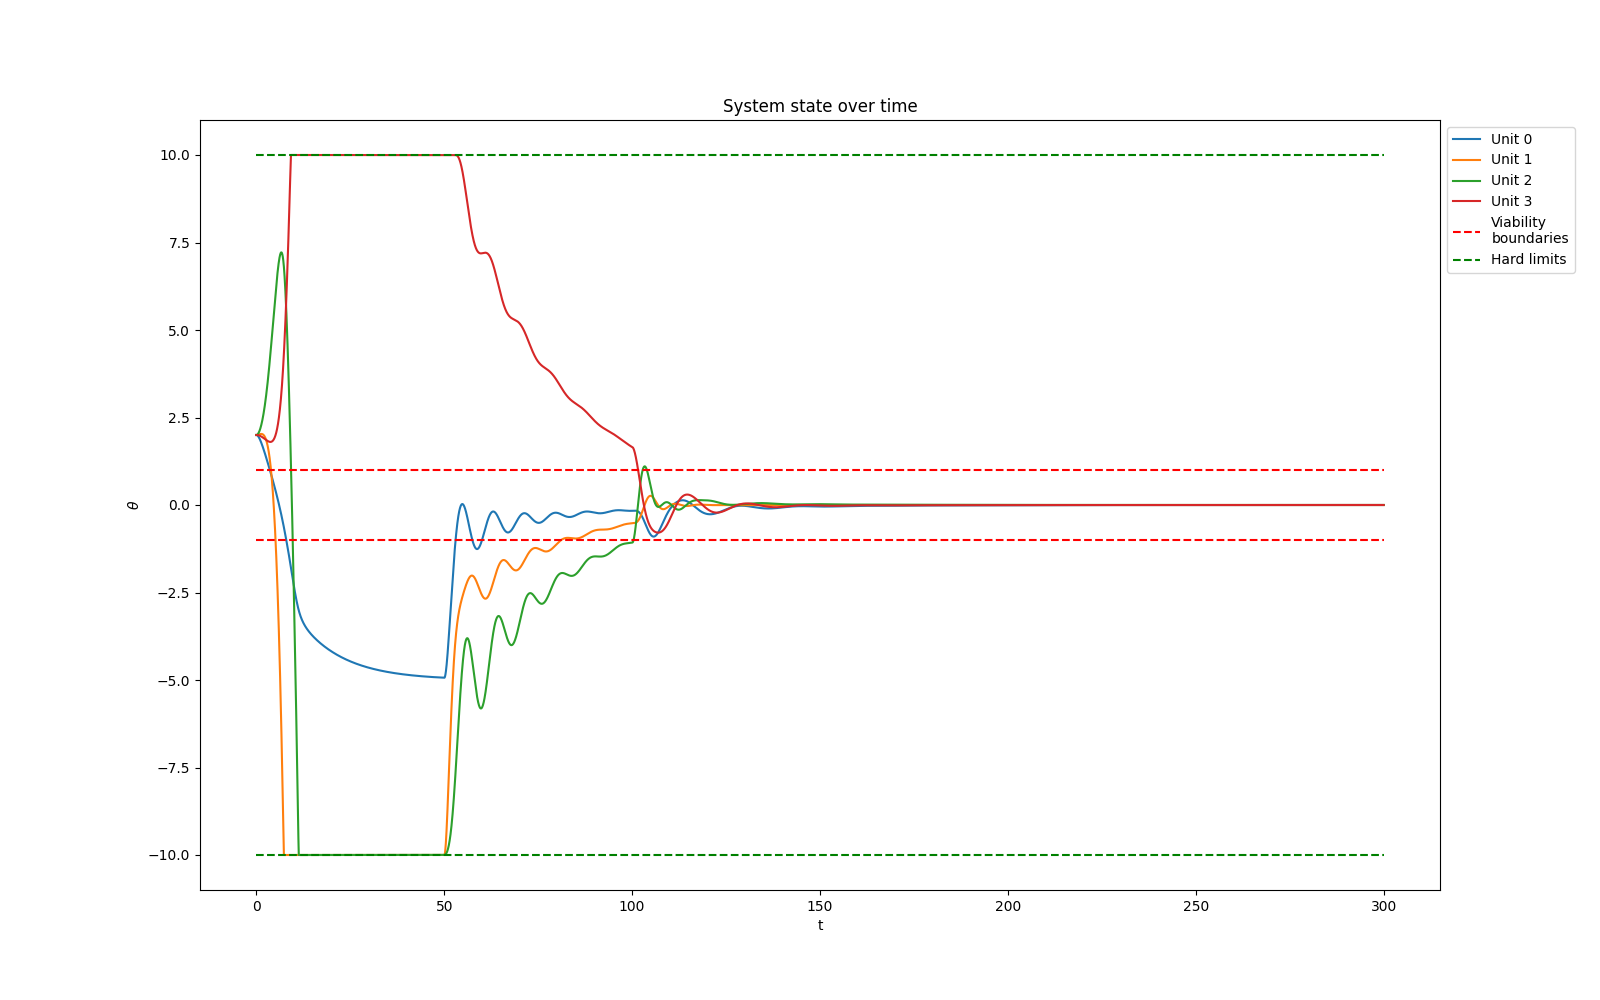 System state over time
10.0
7.5
5.0
2.5
0.0
−2.5
−5.0
−7.5
−10.0
θ
0
50
100
150
200
250
300
t
Unit 0
Unit 1
Unit 2
Unit 3
Viability
boundaries
Hard limits